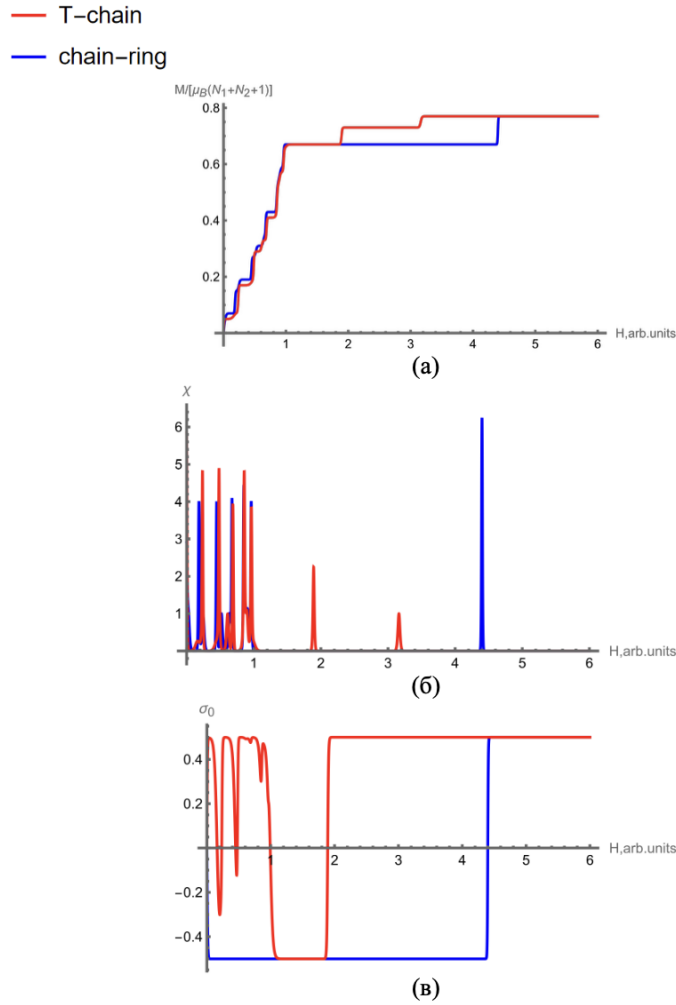 T-chain
chain-ring
M/[μB(N1+N2+1)]
0.8
0.6
0.4
0.2
1 2 3 4 5 6
H,arb.units
(а)
χ
6
5
4
3
2
1
1 2 3 4 5 6
H,arb.units
(б)
σ0
0.4
0.2
1 2 3 4 5 6
H,arb.units
-0.2
-0.4
(в)